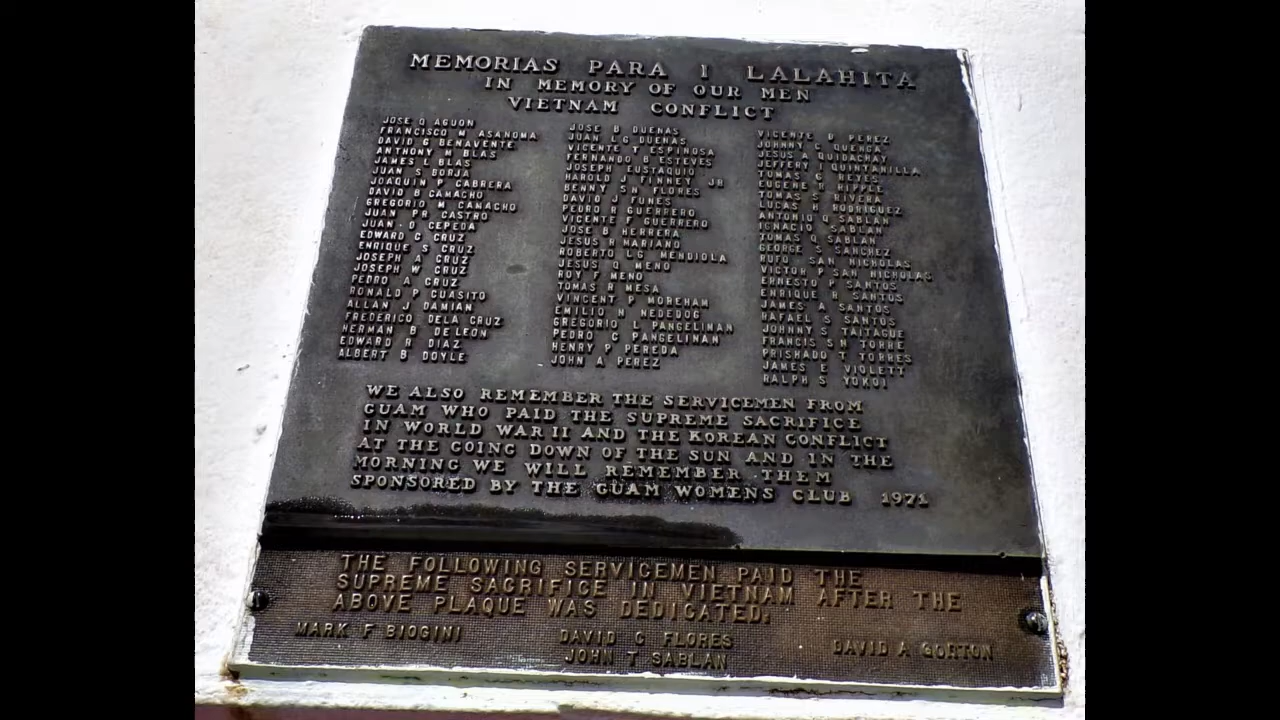 MEMORIAS PARA I LALAHITA
IN MEMORY OF OUR MEN
VIETNAM CONFLICT
JOSE Q AGUON
FRANCISCO M ASANOMA
DAVID G BENAVENTE
ANTHONY M BLAS
JAMES L BLAS
JUAN S BORJA
JOAQUIN P CABRERA
DAVID B CAMACHO
GREGORIO M CAMACHO
JUAN PR CASTRO
JUAN O CEPEDA
EDWARD C CRUZ
ENRIQUE S CRUZ
JOSEPH A CRUZ
JOSEPH W CRUZ
PEDRO A CRUZ
RONALD P CUASITO
ALLAN J DAMIAN
FREDERICO DELA CRUZ
HERMAN B DE LEON
EDWARD R DIAZ
ALBERT B DOYLE
JOSE B DUENAS
JUAN LG DUENAS
VICENTE T ESPINOSA
FERNANDO B ESTEVES
JOSEPH EUSTAQUIO
HAROLD J FINNEY JR
BENNY SN FLORES
DAVID J FUNES
PEDRO R GUERRERO
VICENTE F GUERRERO
JOSE B HERRERA
JESUS R MARIANO
ROBERTO LG MENDIOLA
JESUS Q MENO
ROY F MENO
TOMAS R MESA
VINCENT P MOREHAM
EMILIO N NEDEDOG
GREGORIO L PANGELINAN
PEDRO C PANGELINAN
HENRY P PEREDA
JOHN A PEREZ
VICENTE D PEREZ
JOHNNY C QUENGA
JESUS A QUIDACHAY
JEFFERY I QUINTANILLA
TOMAS G REYES
EUGENE R RIPPLE
TOMAS S RIVERA
LUCAS H RODRIGUEZ
ANTONIO Q SABLAN
IGNACIO SABLAN
TOMAS Q SABLAN
GEORGE S SANCHEZ
RUFO SAN NICHOLAS
VICTOR P SAN NICHOLAS
ERNESTO P SANTOS
ENRIQUE R SANTOS
JAMES A SANTOS
RAFAEL S SANTOS
JOHNNY S TAITAGUE
FRANCIS SN TORRE
PRISHADO T TORRES
JAMES E VIOLETT
RALPH S YOKOI
WE ALSO REMEMBER THE SERVICEMEN FROM
GUAM WHO PAID THE SUPREME SACRIFICE
IN WORLD WAR II AND THE KOREAN CONFLICT
AT THE GOING DOWN OF THE SUN AND IN THE
MORNING WE WILL REMEMBER THEM
SPONSORED BY THE GUAM WOMENS CLUB 1971
THE FOLLOWING SERVICEMEN PAID THE
SUPREME SACRIFICE IN VIETNAM AFTER THE
ABOVE PLAQUE WAS DEDICATED:
MARK F BIOGINI DAVID C FLORES DAVID A GORTON
JOHN T SABLAN